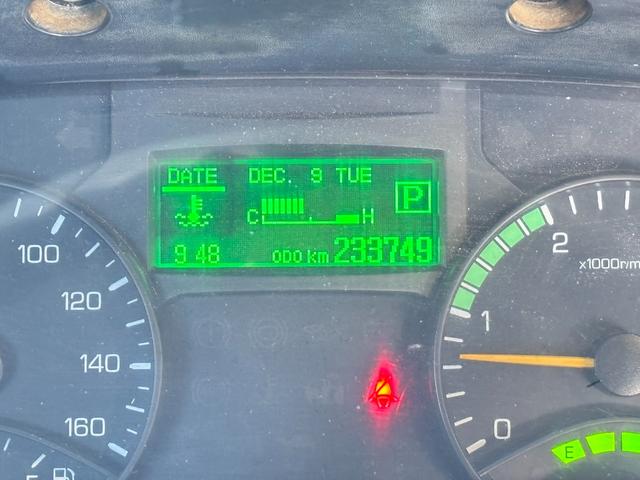 DATE DEC. 9 TUE
P
C H
9 48 ODO km 233749
100
120
140
160
F
2
x1000r/m
1
0
E